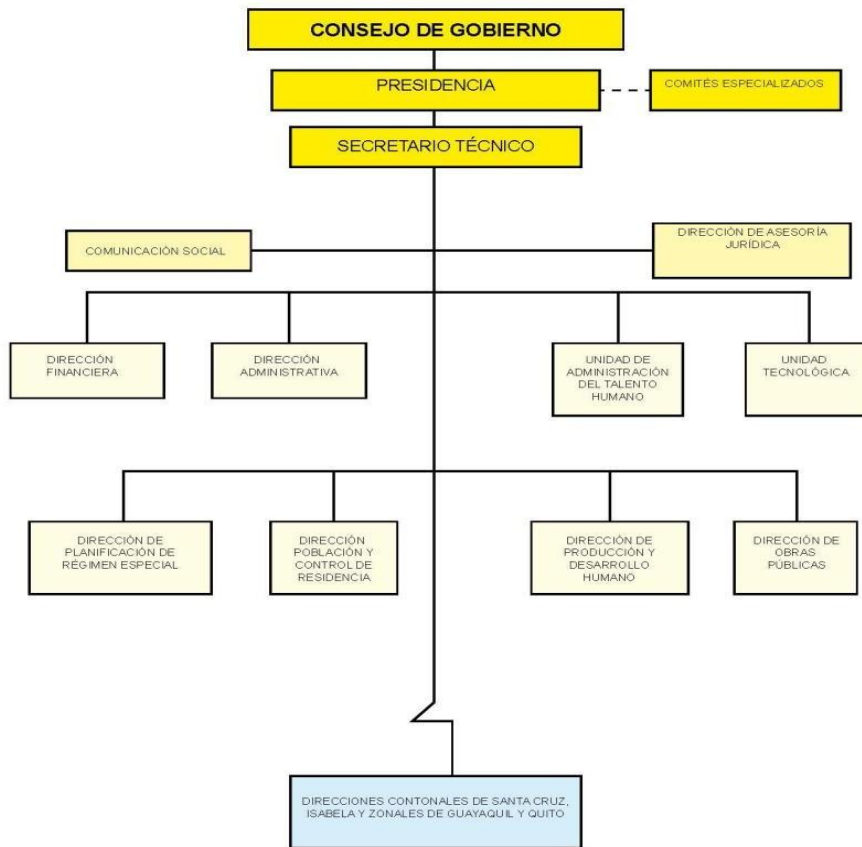 CONSEJO DE GOBIERNO
PRESIDENCIA
COMITÉS ESPECIALIZADOS
SECRETARIO TÉCNICO
COMUNICACIÓN SOCIAL
DIRECCIÓN DE ASESORÍA
JURÍDICA
DIRECCIÓN
FINANCIERA
DIRECCIÓN
ADMINISTRATIVA
UNIDAD DE
ADMINISTRACIÓN
DEL TALENTO
HUMANO
UNIDAD
TECNOLÓGICA
DIRECCIÓN DE
PLANIFICACIÓN DE
RÉGIMEN ESPECIAL
DIRECCIÓN
POBLACIÓN Y
CONTROL DE
RESIDENCIA
DIRECCIÓN DE
PRODUCCIÓN Y
DESARROLLO
HUMANO
DIRECCIÓN DE
OBRAS
PÚBLICAS
DIRECCIONES CONTONALES DE SANTA CRUZ,
ISABELA Y ZONALES DE GUAYAQUIL Y QUITO